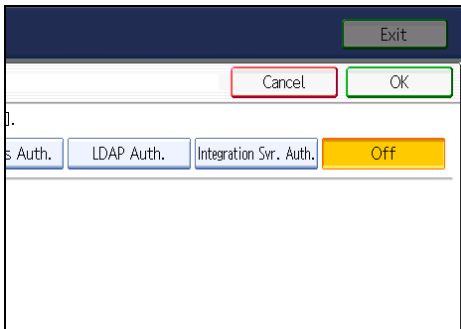 Exit
Cancel OK
].
s Auth. LDAP Auth. Integration Svr. Auth. Off